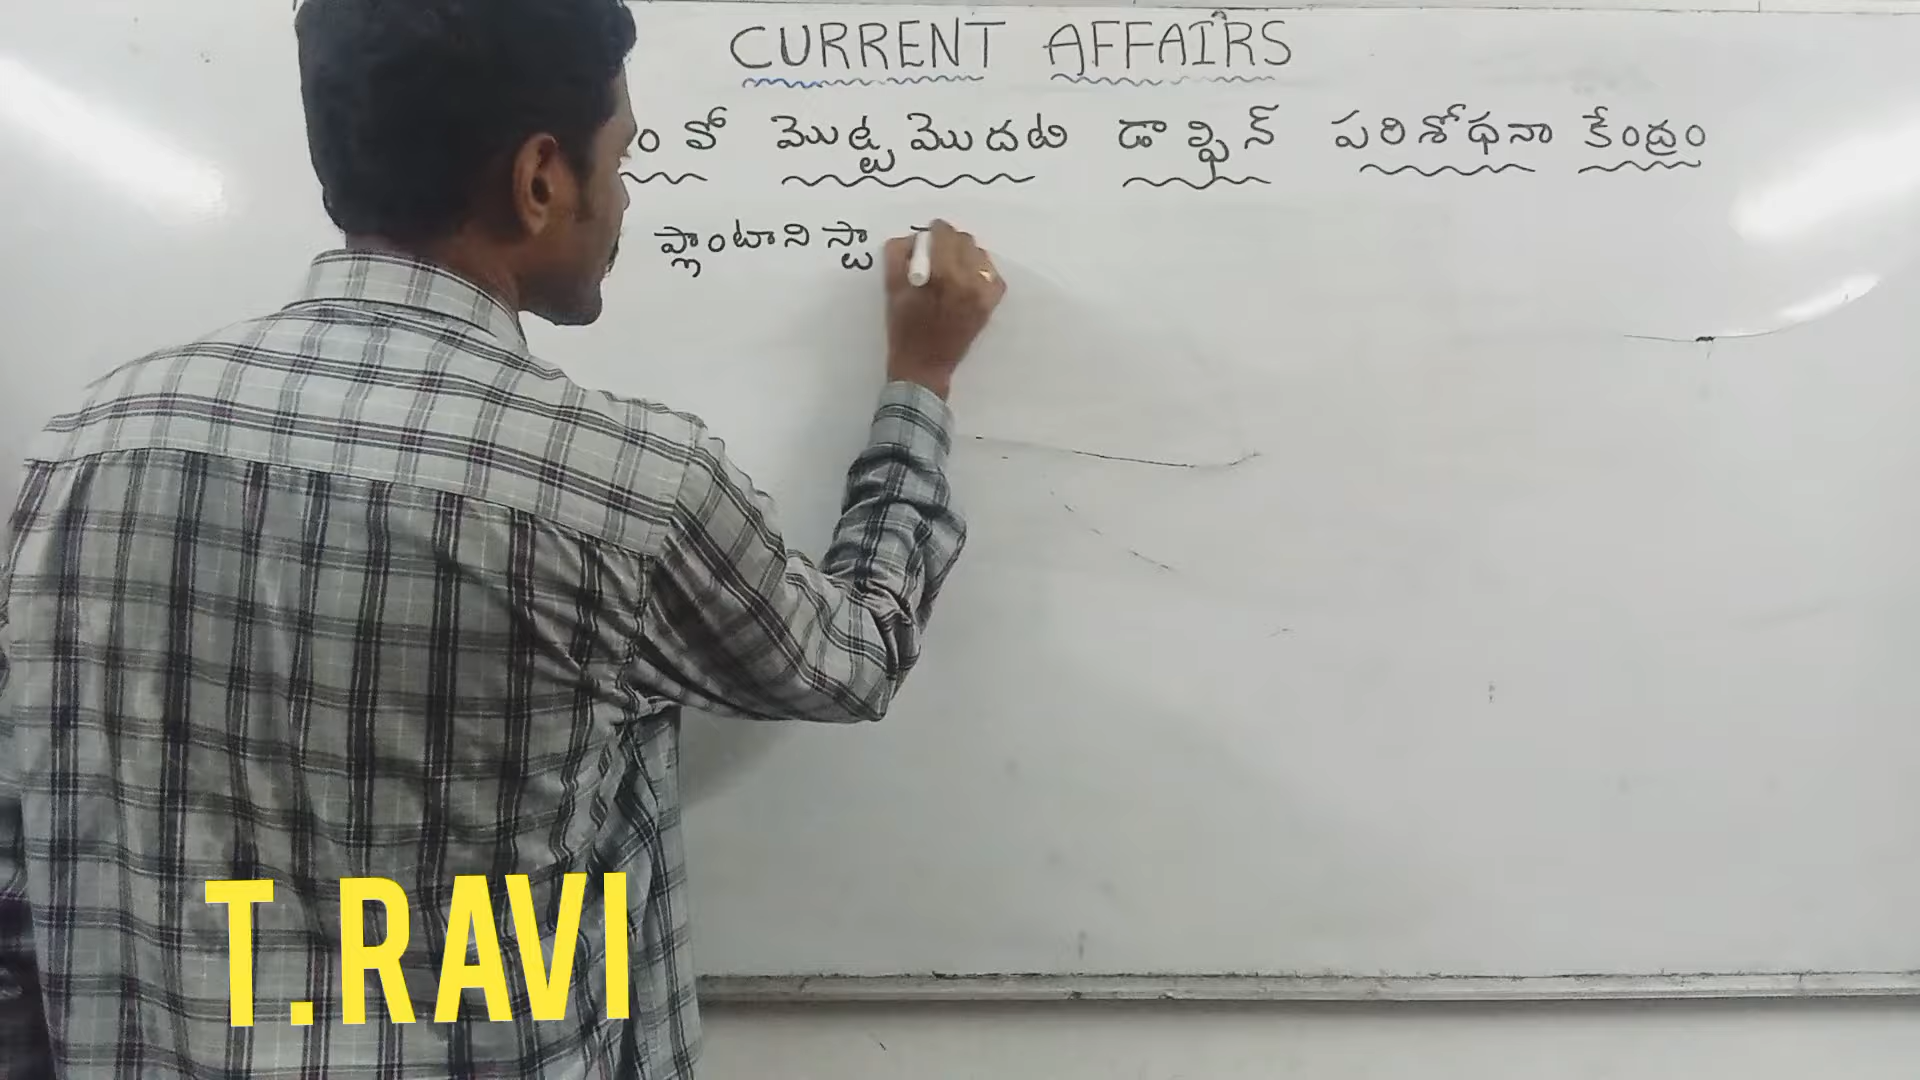 CURRENT AFFAIRS
లో మొట్టమొదటి డాల్ఫిన్ పరిశోధనా కేంద్రం
ప్లాంటాని స్టా
T.RAVI